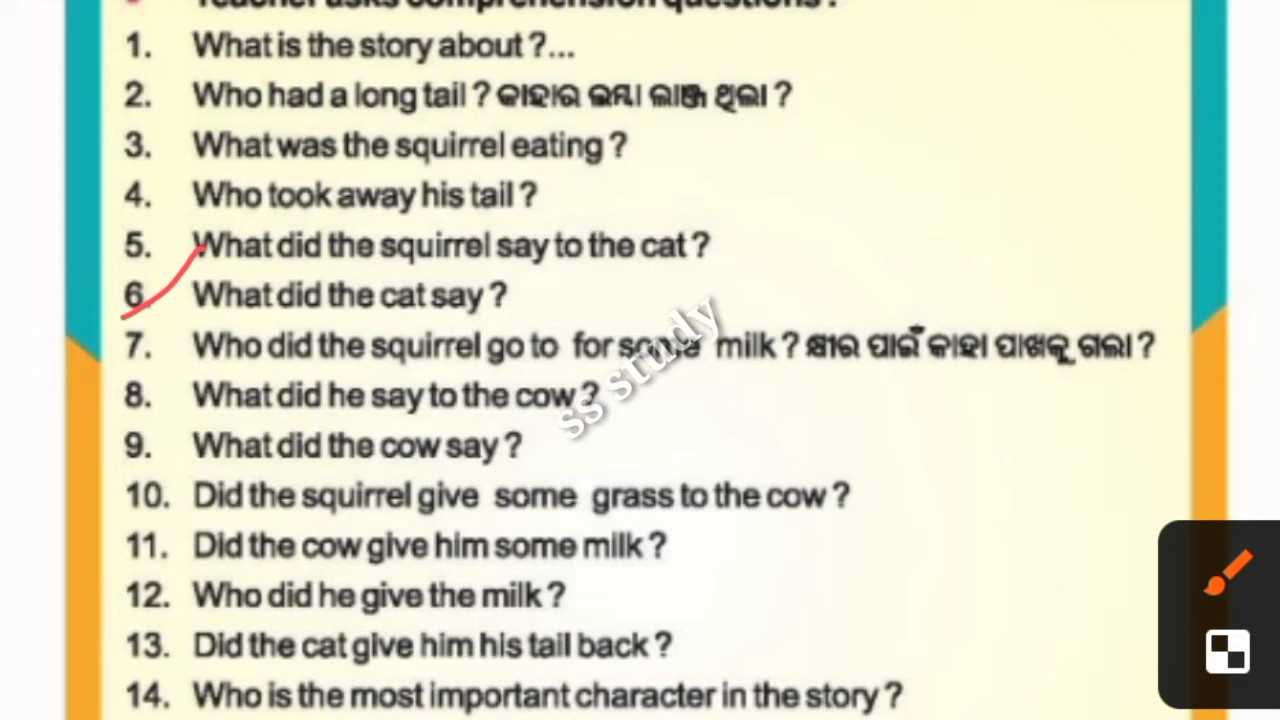 Teacher asks comprehension questions :
1. What is the story about ?...
2. Who had a long tail ? କାହାର ଲମ୍ବା ଲାଞ୍ଜ ଥିଲା ?
3. What was the squirrel eating ?
4. Who took away his tail ?
5. What did the squirrel say to the cat ?
6. What did the cat say ?
7. Who did the squirrel go to for some milk ? କ୍ଷୀର ପାଇଁ କାହା ପାଖକୁ ଗଲା ?
8. What did he say to the cow ?
9. What did the cow say ?
10. Did the squirrel give some grass to the cow ?
11. Did the cow give him some milk ?
12. Who did he give the milk ?
13. Did the cat give him his tail back ?
14. Who is the most important character in the story ?
ss study